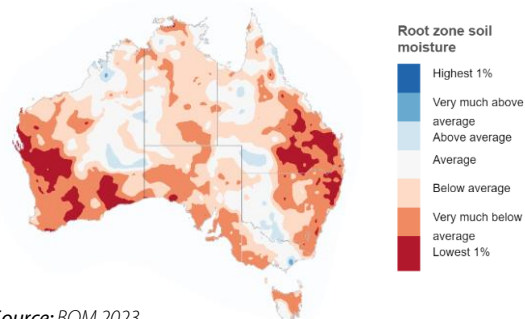 Root zone soil
moisture
Highest 1%
Very much above
average
Above average
Average
Below average
Very much below
average
Lowest 1%
Source: BOM 2023